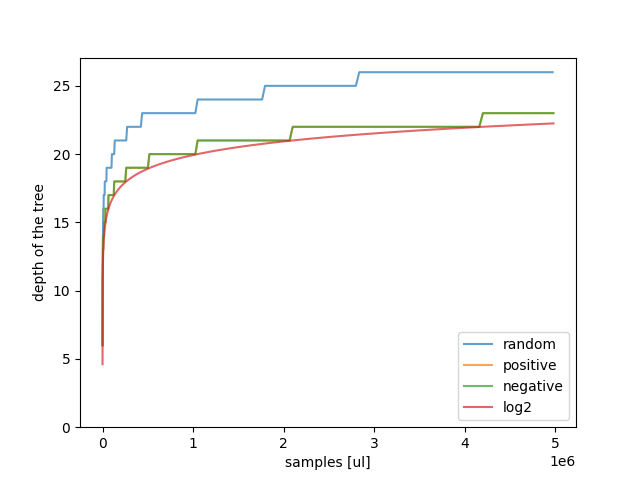 25
20
15
10
5
0
depth of the tree
random
positive
negative
log2
0 1 2 3 4 5
1e6
samples [ul]